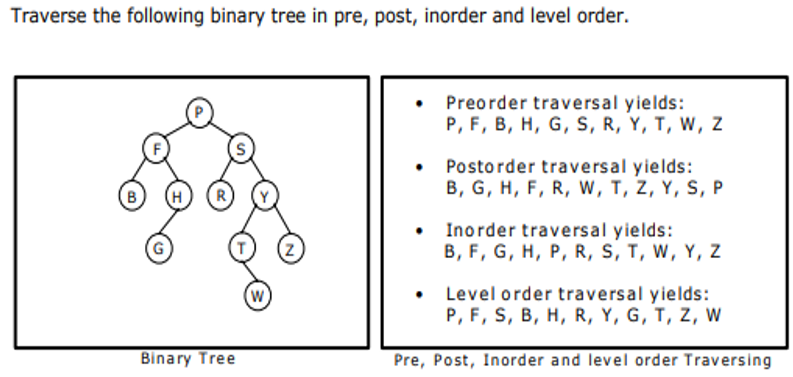 Traverse the following binary tree in pre, post, inorder and level order.
P
F
S
B
H
R
Y
G
T
Z
W
Binary Tree
• Preorder traversal yields:
P, F, B, H, G, S, R, Y, T, W, Z
• Postorder traversal yields:
B, G, H, F, R, W, T, Z, Y, S, P
• Inorder traversal yields:
B, F, G, H, P, R, S, T, W, Y, Z
• Level order traversal yields:
P, F, S, B, H, R, Y, G, T, Z, W
Pre, Post, Inorder and level order Traversing